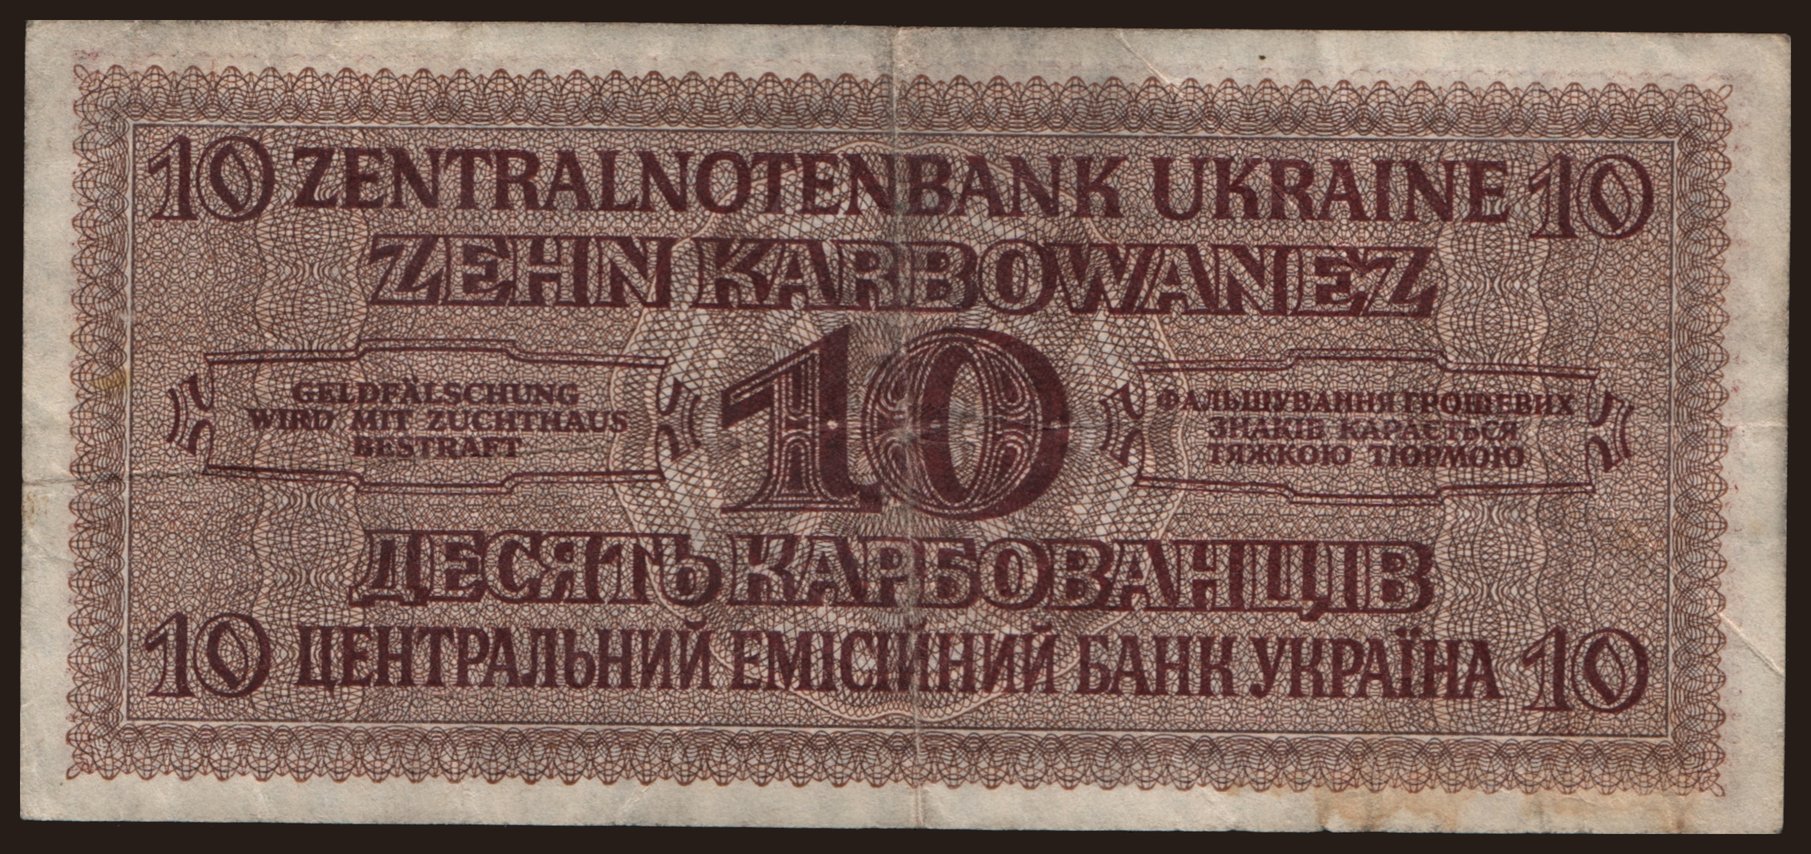 10 ZENTRALNOTENBANK UKRAINE 10
ZEHN KARBOWANEZ
10
GELDFÄLSCHUNG
WIRD MIT ZUCHTHAUS
BESTRAFT
ФАЛЬШУВАННЯ ГРОШЕВИХ
ЗНАКІВ КАРАЄТЬСЯ
ТЯЖКОЮ ТЮРМОЮ
ДЕСЯТЬ КАРБОВАНЦІВ
10 ЦЕНТРАЛЬНИЙ ЕМІСІЙНИЙ БАНК УКРАЇНА 10